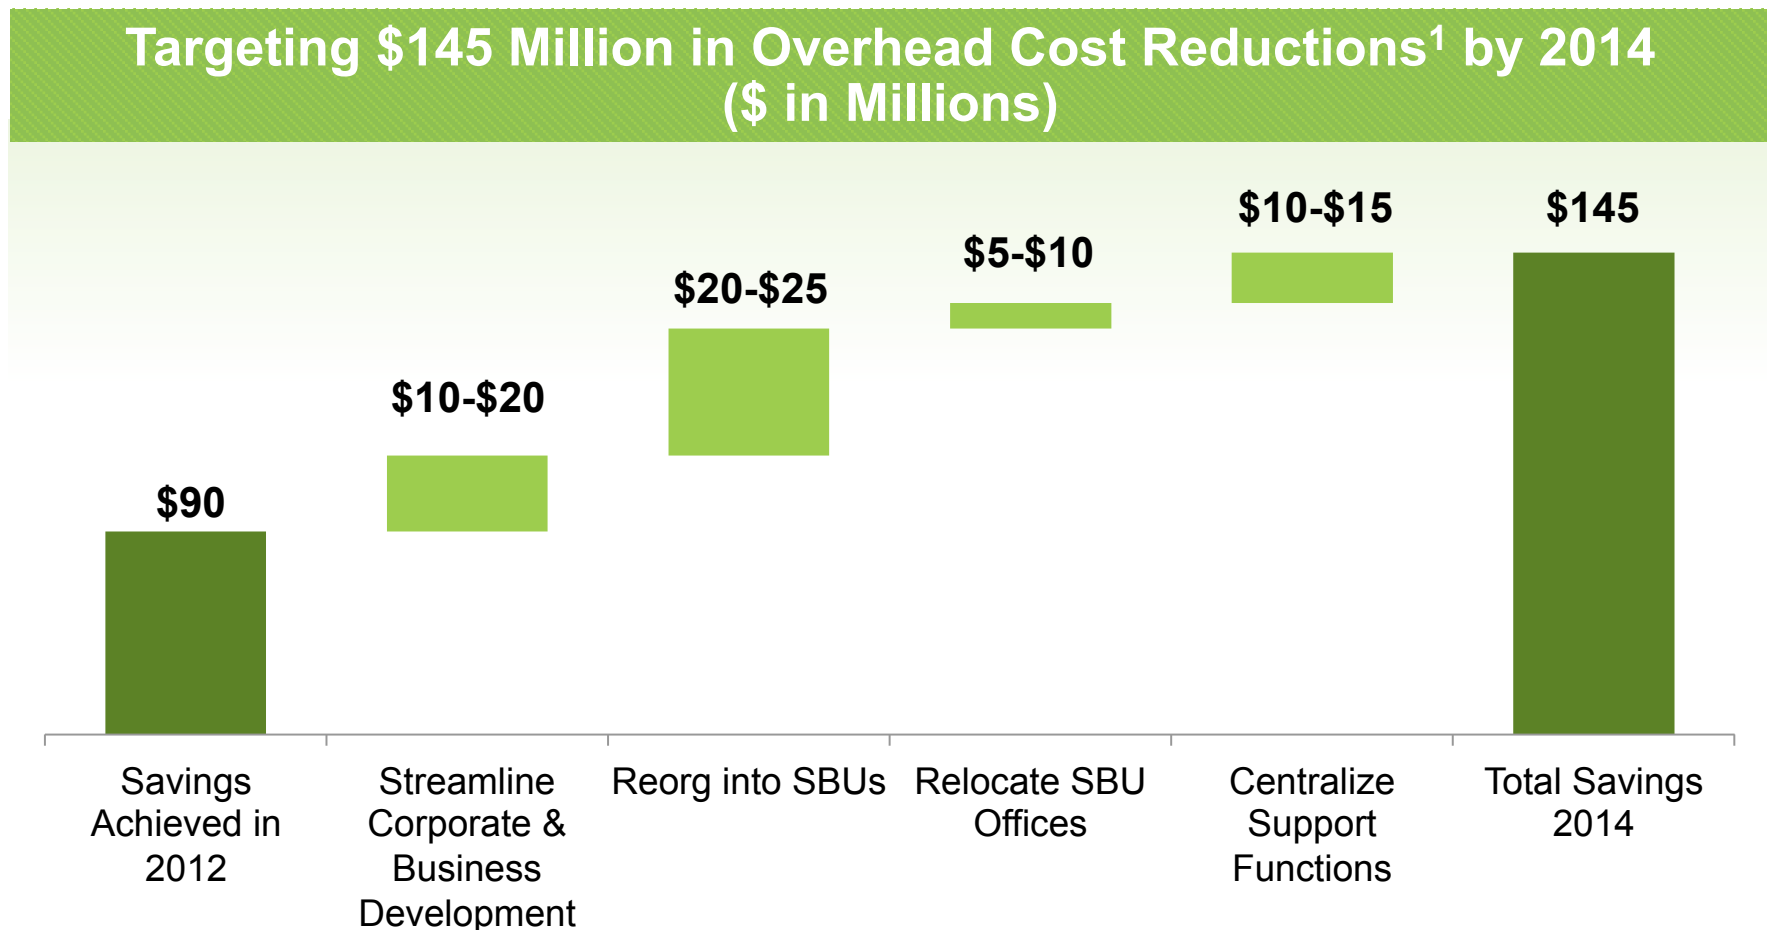 Targeting $145 Million in Overhead Cost Reductions¹ by 2014
($ in Millions)
$90
$10-$20
$20-$25
$5-$10
$10-$15
$145
Savings
Achieved in
2012
Streamline
Corporate &
Business
Development
Reorg into SBUs
Relocate SBU
Offices
Centralize
Support
Functions
Total Savings
2014